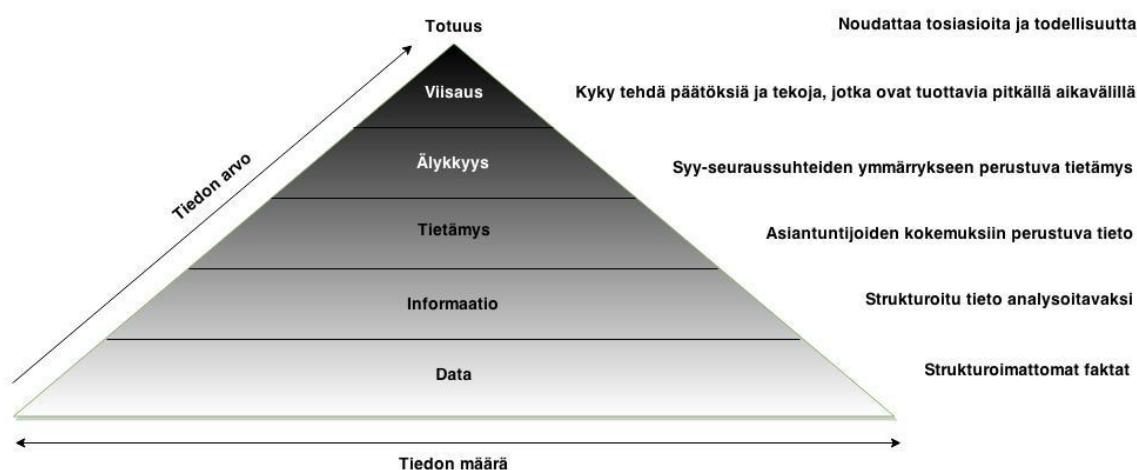 Totuus
Noudattaa tosiasioita ja todellisuutta
Viisaus
Kyky tehdä päätöksiä ja tekoja, jotka ovat tuottavia pitkällä aikavälillä
Älykkyys
Syy-seuraussuhteiden ymmärrykseen perustuva tietämys
Tiedon arvo
Tietämys
Asiantuntijoiden kokemuksiin perustuva tieto
Informaatio
Strukturoitu tieto analysoitavaksi
Data
Strukturoimattomat faktat
Tiedon määrä